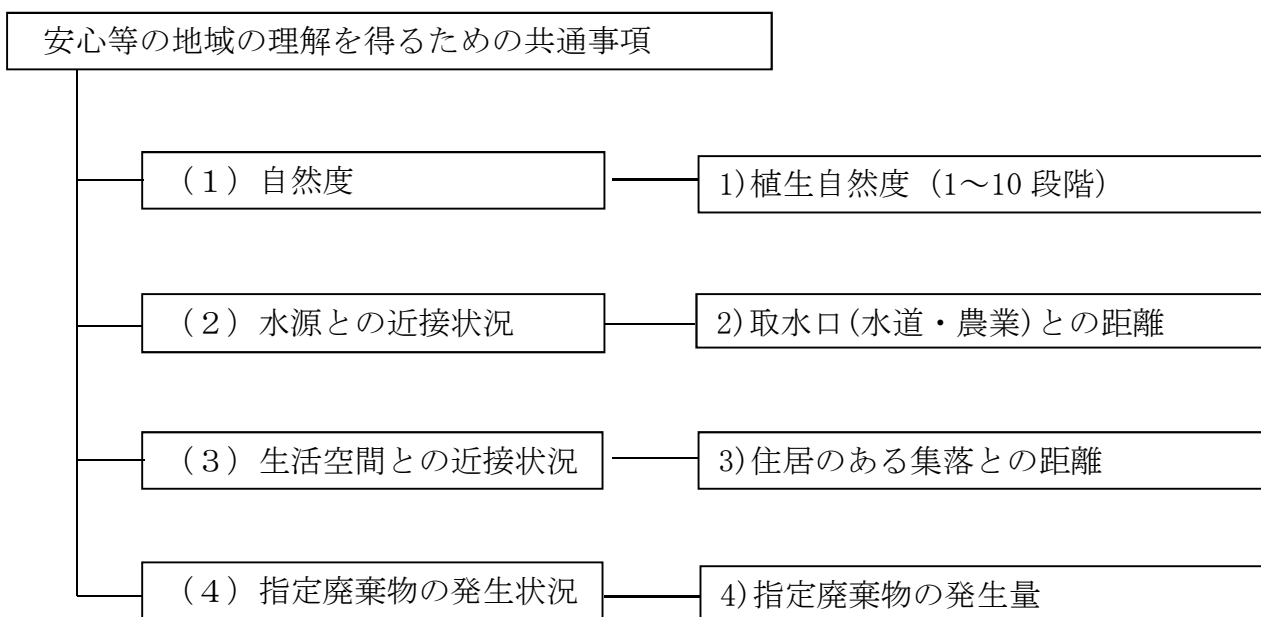 安心等の地域の理解を得るための共通事項
(1)自然度
1)植生自然度 (1～10 段階)
(2)水源との近接状況
2)取水口(水道・農業)との距離
(3)生活空間との近接状況
3)住居のある集落との距離
(4)指定廃棄物の発生状況
4)指定廃棄物の発生量